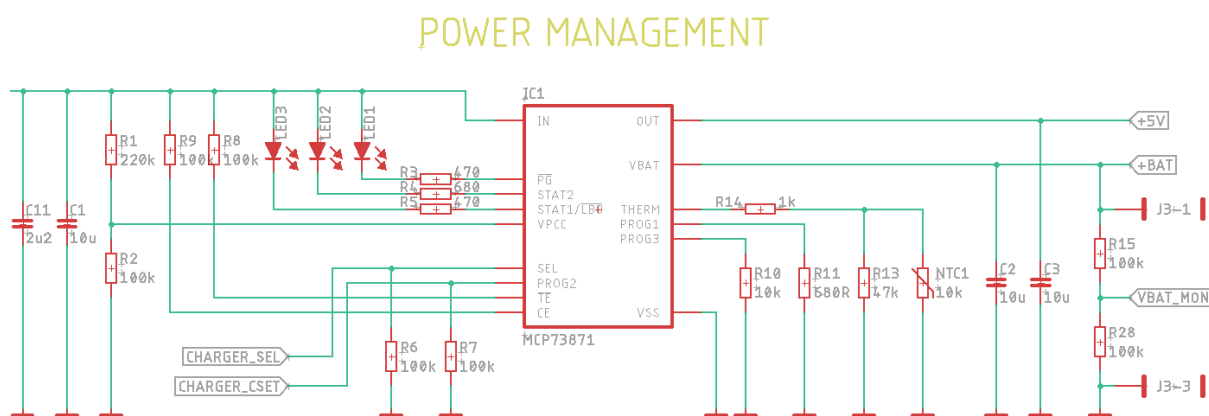 POWER MANAGEMENT
IC1
IN
OUT
+5V
LED3
LED2
LED1
R1
220k
R9
100k
R8
100k
VBAT
+BAT
R3 470
PG
R4 680
STAT2
R5 470
STAT1/LBO
THERM
R14 1k
J3-1
C11
2u2
C1
10u
VPCC
PROG1
PROG3
R2
100k
SEL
PROG2
TE
CE
VSS
R10
10k
R11
680R
R13
47k
NTC1
10k
C2
10u
C3
10u
R15
100k
VBAT_MON
MCP73871
CHARGER_SEL
CHARGER_CSET
R6
100k
R7
100k
R28
100k
J3-3